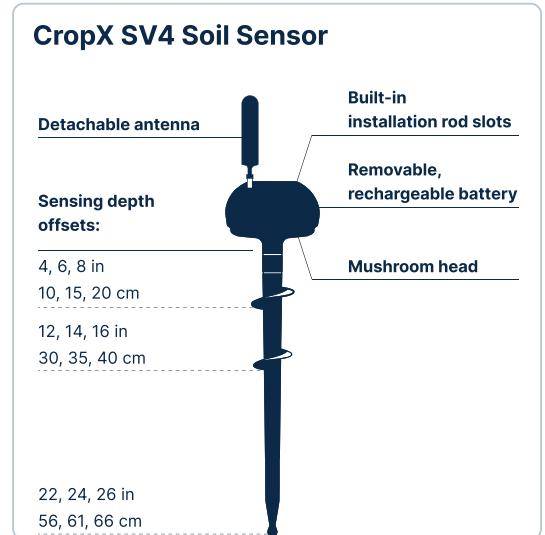 CropX SV4 Soil Sensor
Detachable antenna
Sensing depth
offsets:
4, 6, 8 in
10, 15, 20 cm
12, 14, 16 in
30, 35, 40 cm
22, 24, 26 in
56, 61, 66 cm
Built-in
installation rod slots
Removable,
rechargeable battery
Mushroom head